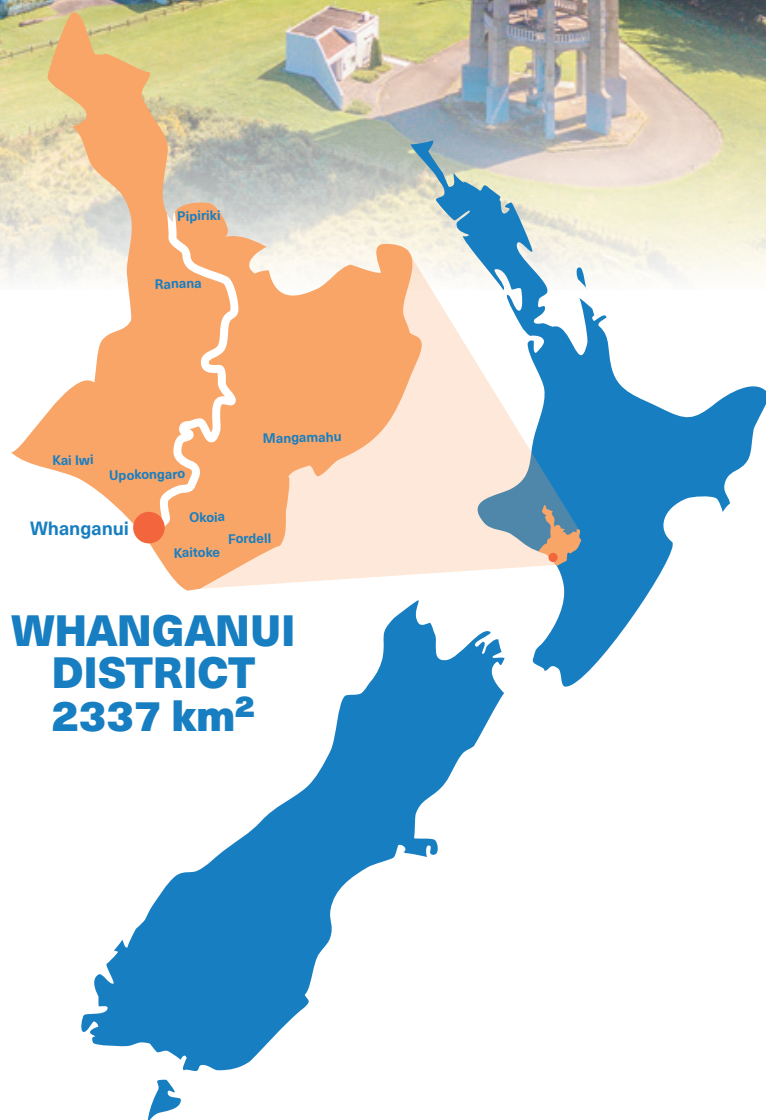 Pipiriki
Ranana
Mangamahu
Kai Iwi
Upokongaro
Okoia
Whanganui
Fordell
Kaitoke
WHANGANUI
DISTRICT
2337 km²